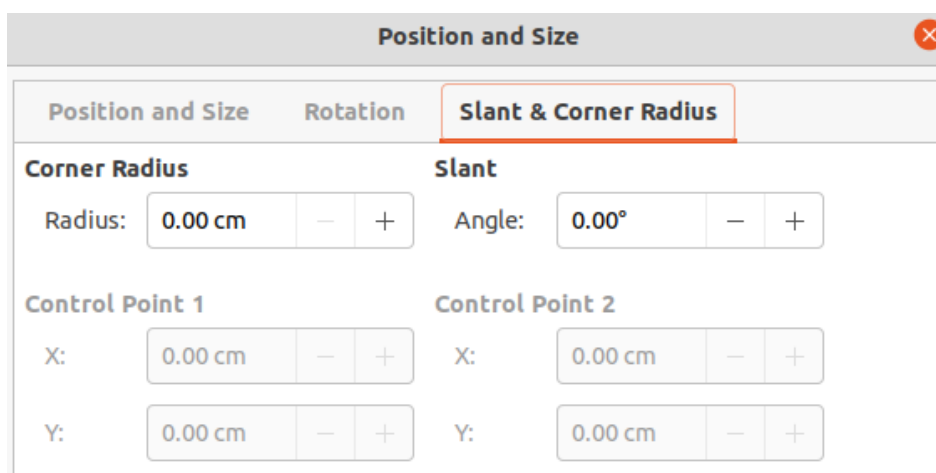 Position and Size
Position and Size Rotation Slant & Corner Radius
Corner Radius Slant
Radius: 0.00 cm Angle: 0.00°
Control Point 1 Control Point 2
X: 0.00 cm X: 0.00 cm
Y: 0.00 cm Y: 0.00 cm